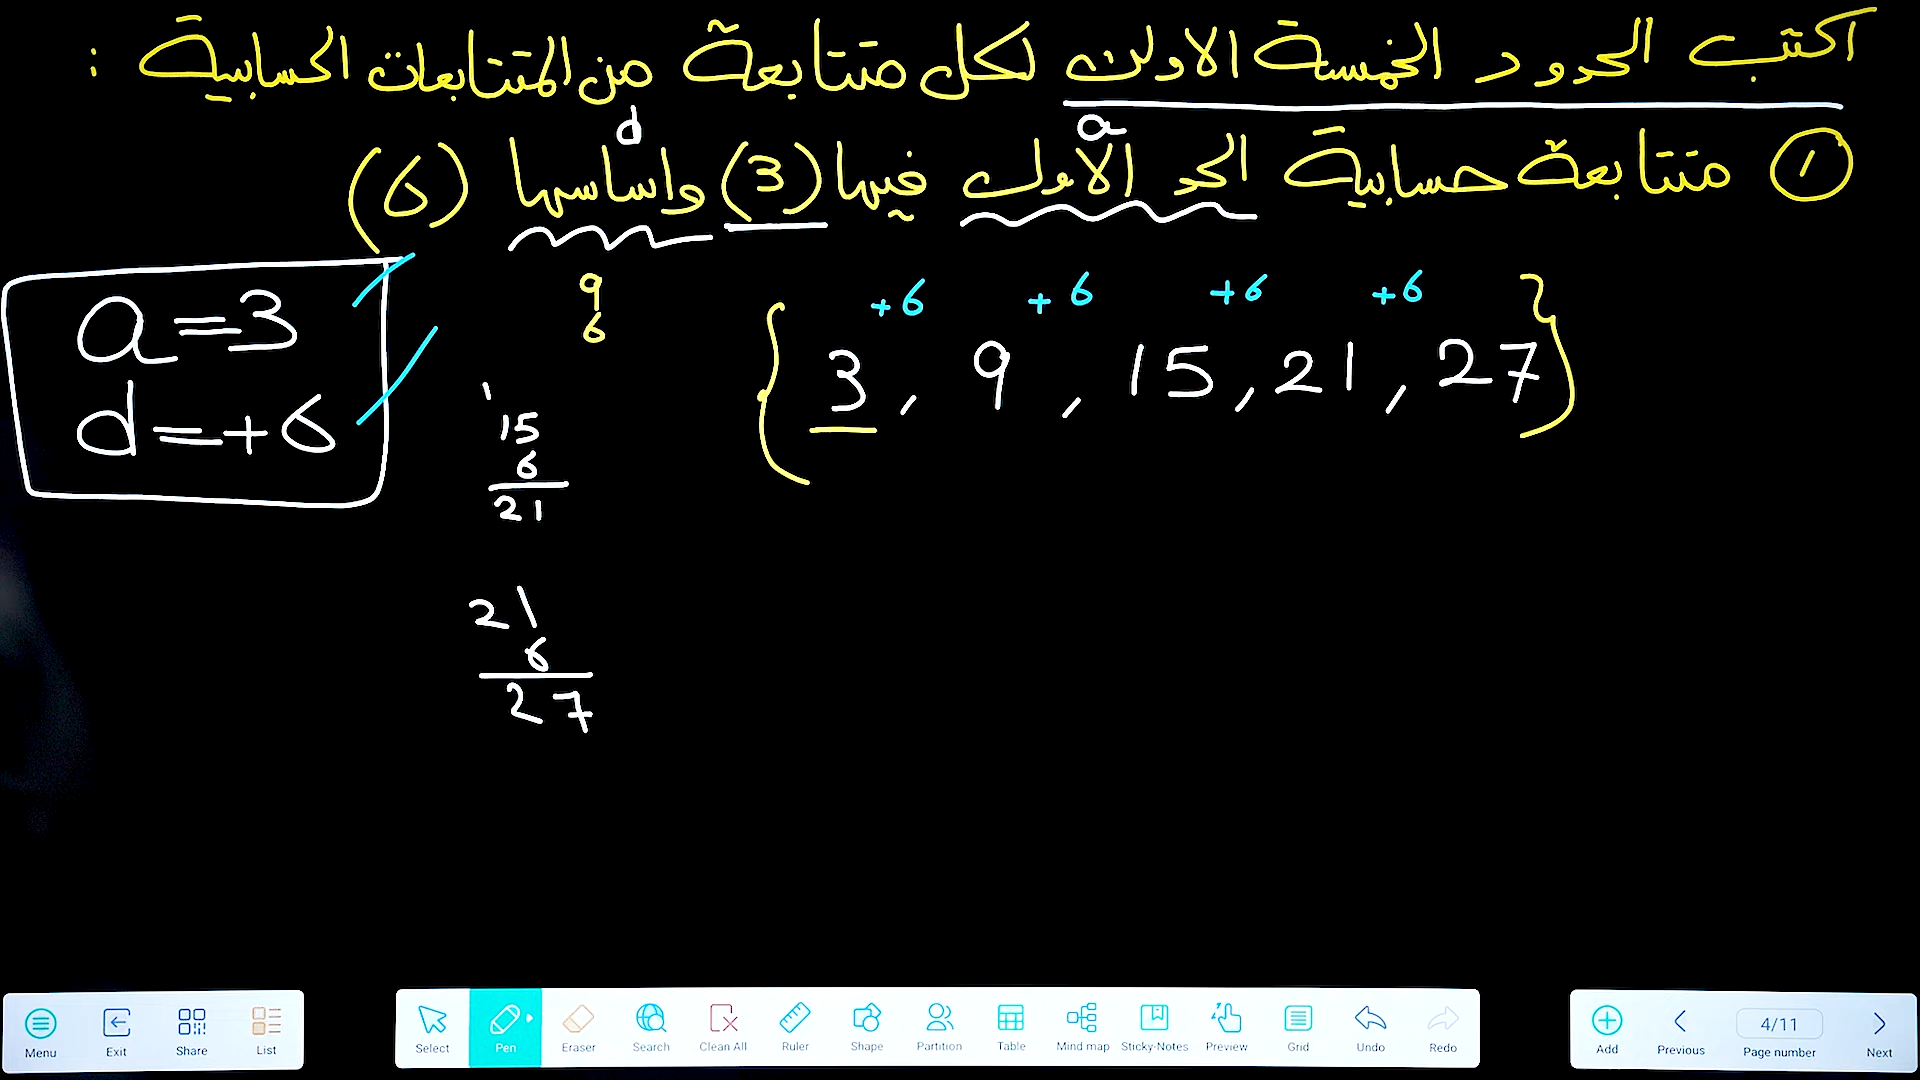 اكتب الحدود الخمسة الاولى لكل متتابعة من المتتابعات الحسابية :
d a
① متتابعة حسابية الحد الاول فيها (3) واساسها (6)
a=3
d=+6
9
6
+6 +6 +6 +6
{3, 9, 15, 21, 27}
1
15
6
21
21
6
27
Menu Exit Share List Select Pen Eraser Search Clean All Ruler Shape Partition Table Mind map Sticky-Notes Preview Grid Undo Redo Add Previous 4/11 Page number Next